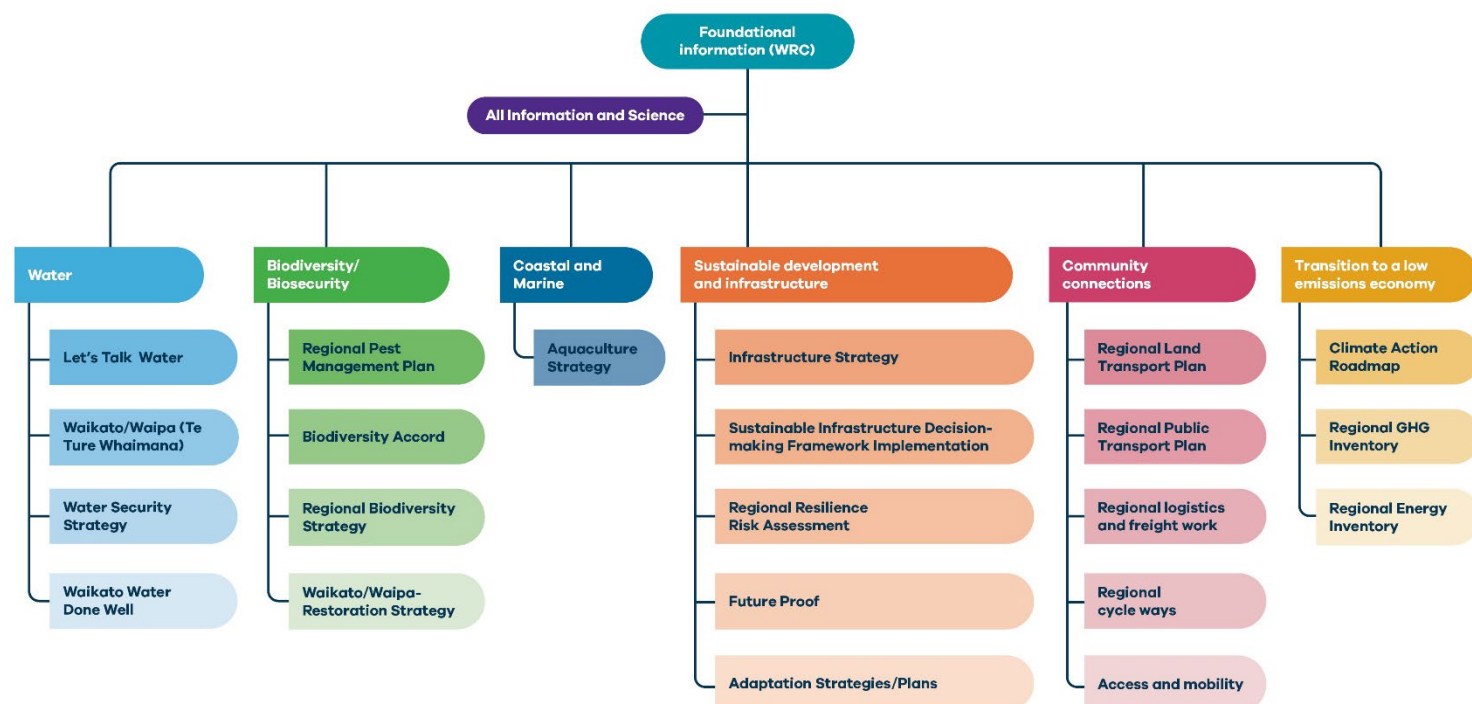 Foundational
information (WRC)
All Information and Science
Water
Let's Talk Water
Waikato/Waipa (Te
Ture Whaimana)
Water Security
Strategy
Waikato Water
Done Well
Biodiversity/
Biosecurity
Regional Pest
Management Plan
Biodiversity Accord
Regional Biodiversity
Strategy
Waikato/Waipa-
Restoration Strategy
Coastal and
Marine
Aquaculture
Strategy
Sustainable development
and infrastructure
Infrastructure Strategy
Sustainable Infrastructure Decision-
making Framework Implementation
Regional Resilience
Risk Assessment
Future Proof
Adaptation Strategies/Plans
Community
connections
Regional Land
Transport Plan
Regional Public
Transport Plan
Regional logistics
and freight work
Regional
cycle ways
Access and mobility
Transition to a low
emissions economy
Climate Action
Roadmap
Regional GHG
Inventory
Regional Energy
Inventory